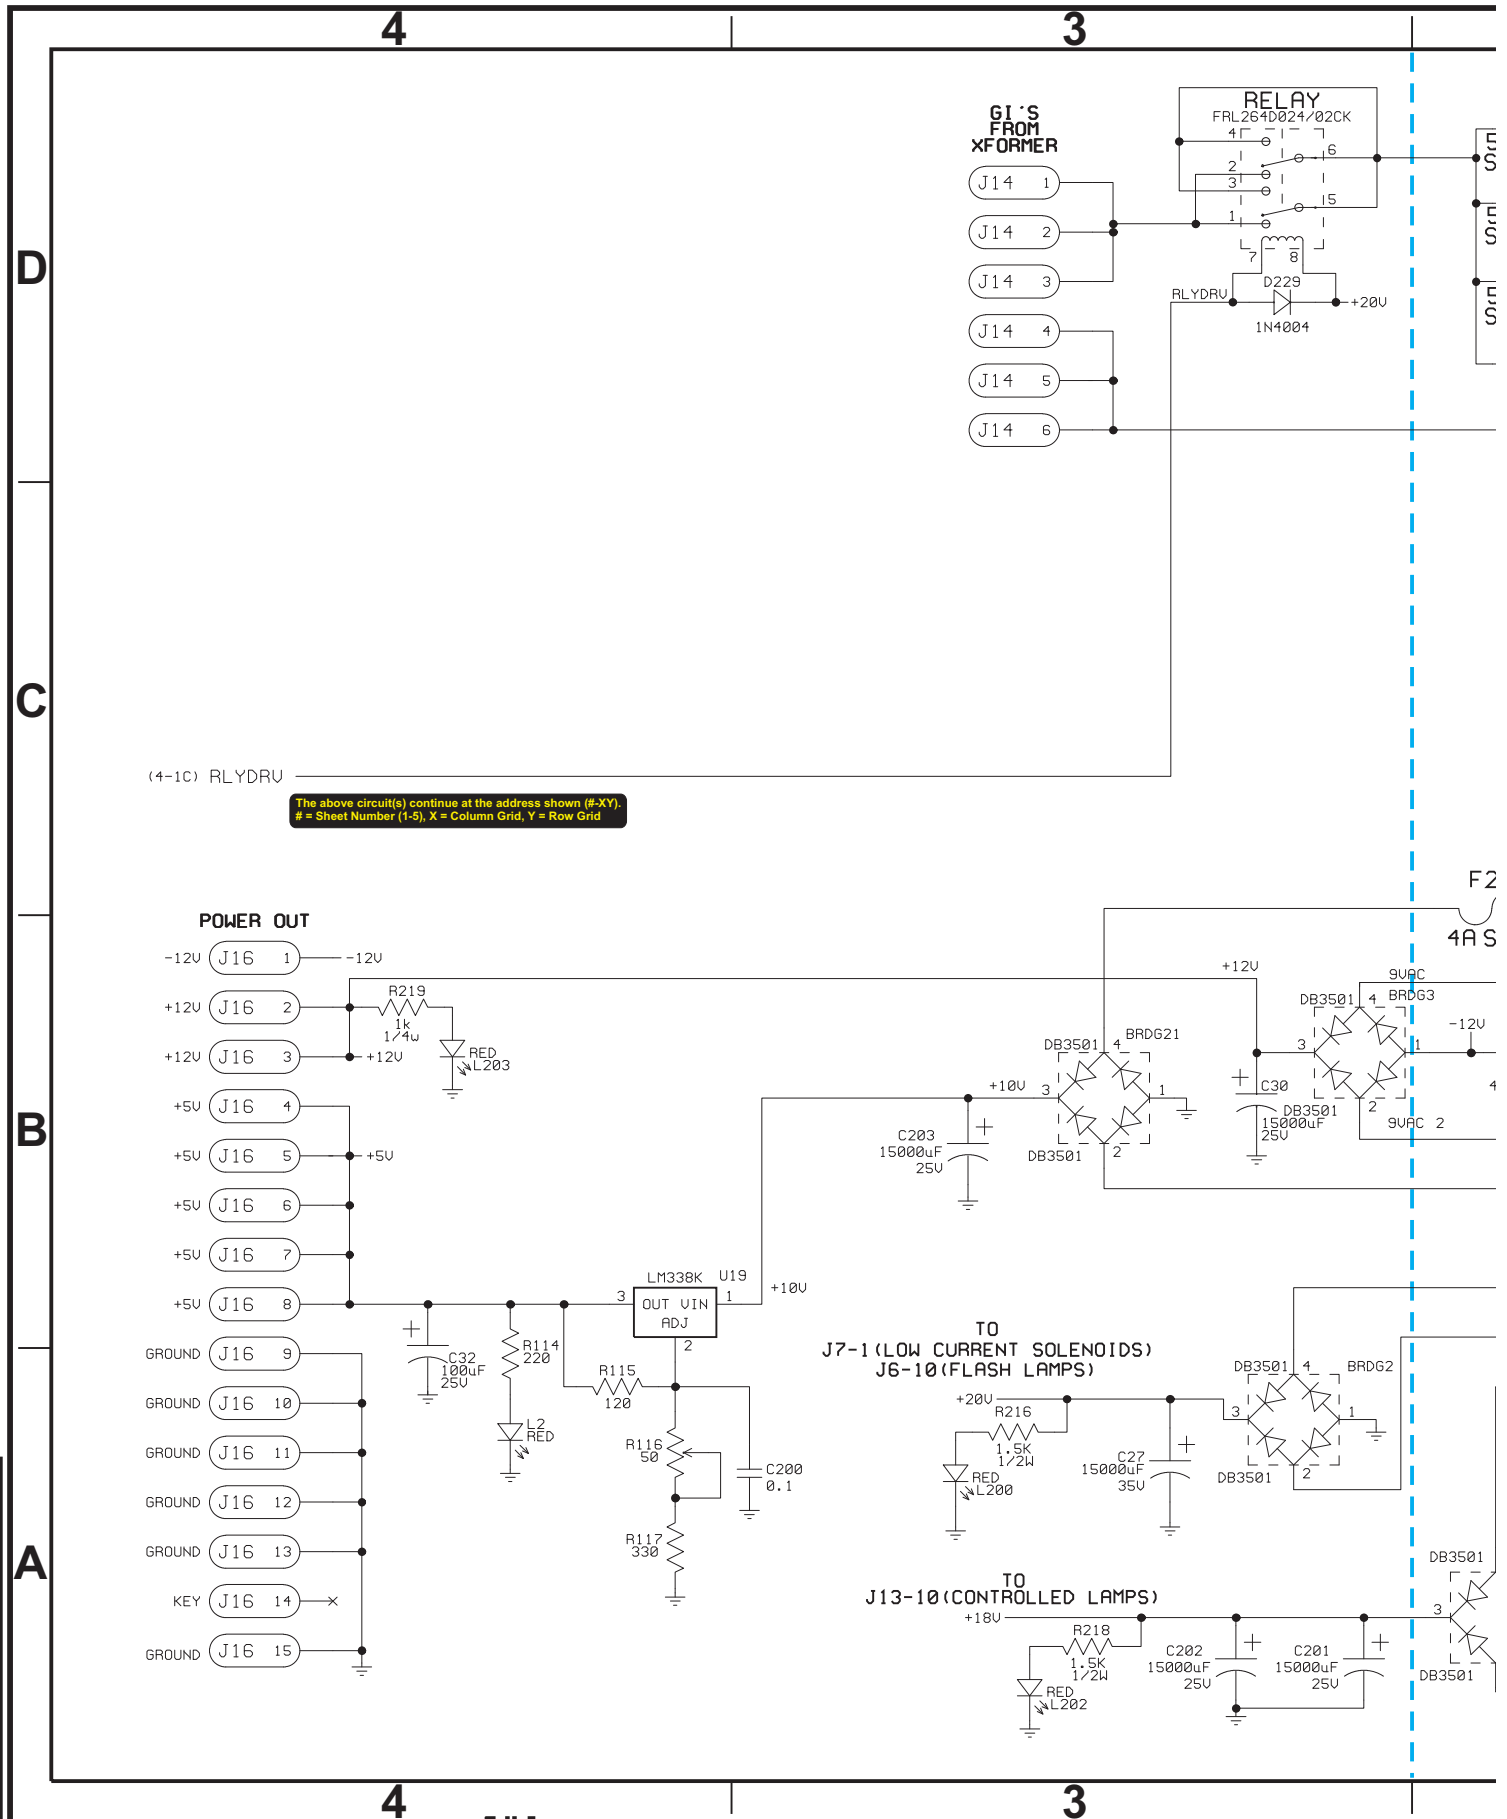 4
3
GI'S
FROM
XFORMER
J14 1
J14 2
J14 3
J14 4
J14 5
J14 6
RELAY
FRL264D024/02CK
4
6
2
3
5
1
7 8
D229
RLYDRV
+20V
1N4004
D
C
(4-1C) RLYDRV
The above circuit(s) continue at the address shown (#-XY).
# = Sheet Number (1-5), X = Column Grid, Y = Row Grid
POWER OUT
-12V J16 1 -12V
+12V J16 2
+12V J16 3 +12V
+5V J16 4
+5V J16 5 +5V
+5V J16 6
+5V J16 7
+5V J16 8
GROUND J16 9
GROUND J16 10
GROUND J16 11
GROUND J16 12
GROUND J16 13
KEY J16 14
GROUND J16 15
R219
1k
1/4w
RED
L203
B
A
C32
100uF
25V
R114
220
L2
RED
R115
120
LM338K U19
3 OUT VIN 1
ADJ
2
+10V
R116
50
R117
330
C200
0.1
+10V
C203
15000uF
25V
DB3501
4
BRDG21
3
1
2
DB3501
+12V
C30
DB3501
15000uF
25V
9VAC
DB3501
4
BRDG3
3
1
2
9VAC 2
-12V
4A
TO
J7-1(LOW CURRENT SOLENOIDS)
J6-10(FLASH LAMPS)
+20V
R216
1.5K
1/2W
RED
L200
C27
15000uF
35V
DB3501
4
BRDG2
3
1
2
DB3501
TO
J13-10(CONTROLLED LAMPS)
+18V
R218
1.5K
1/2W
RED
L202
C202
15000uF
25V
C201
15000uF
25V
DB3501
3
DB3501
4
3